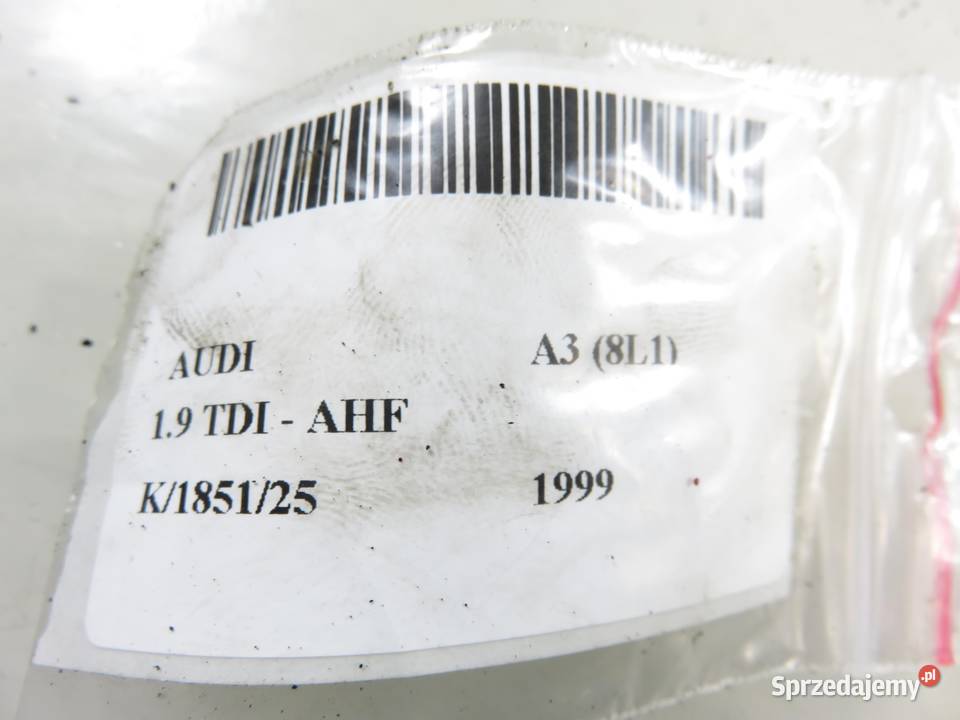 AUDI A3 (8L1)
1.9 TDI - AHF
K/1851/25 1999
Sprzedajemy.pl